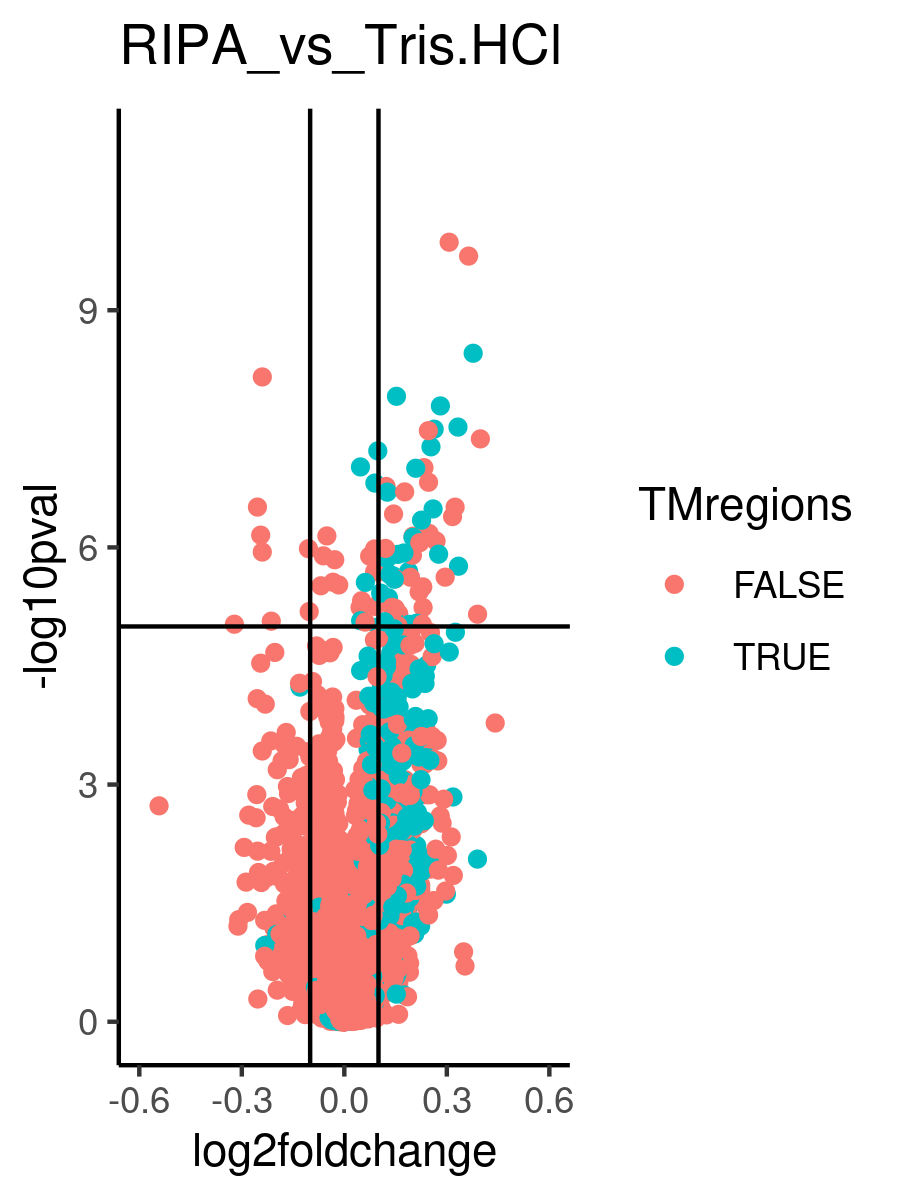 RIPA_vs_Tris.HCl
9
6
3
0
-log10pval
-0.6 -0.3 0.0 0.3 0.6
log2foldchange
TMregions
FALSE
TRUE